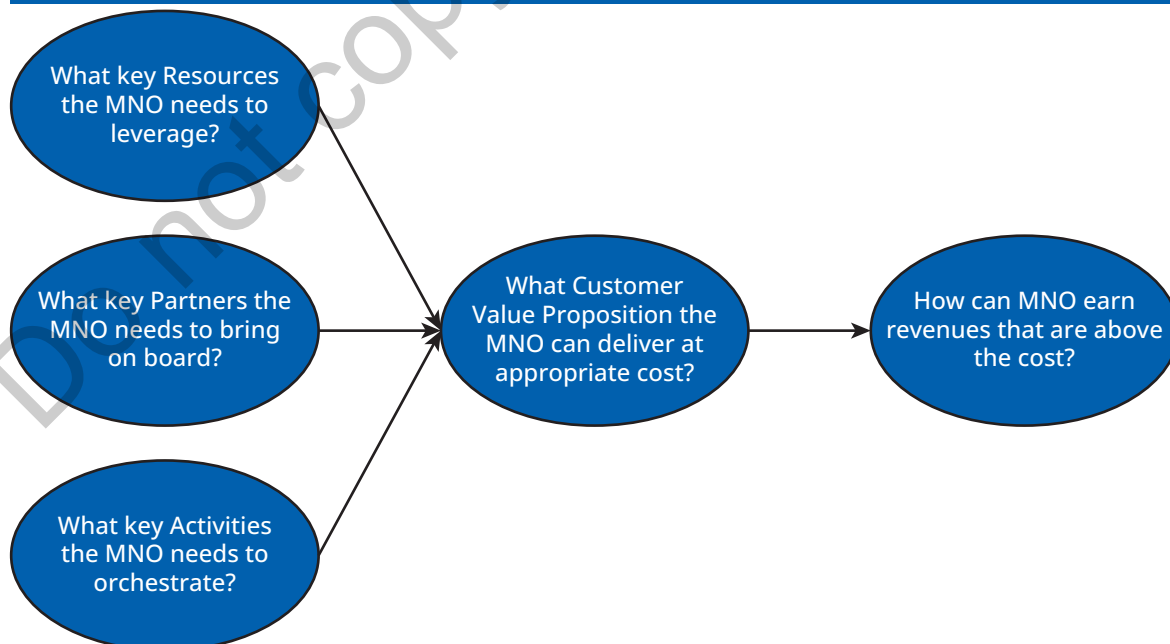 What key Resources
the MNO needs to
leverage?
What key Partners the
MNO needs to bring
on board?
What key Activities
the MNO needs to
orchestrate?
What Customer
Value Proposition the
MNO can deliver at
appropriate cost?
How can MNO earn
revenues that are above
the cost?
Do not copy